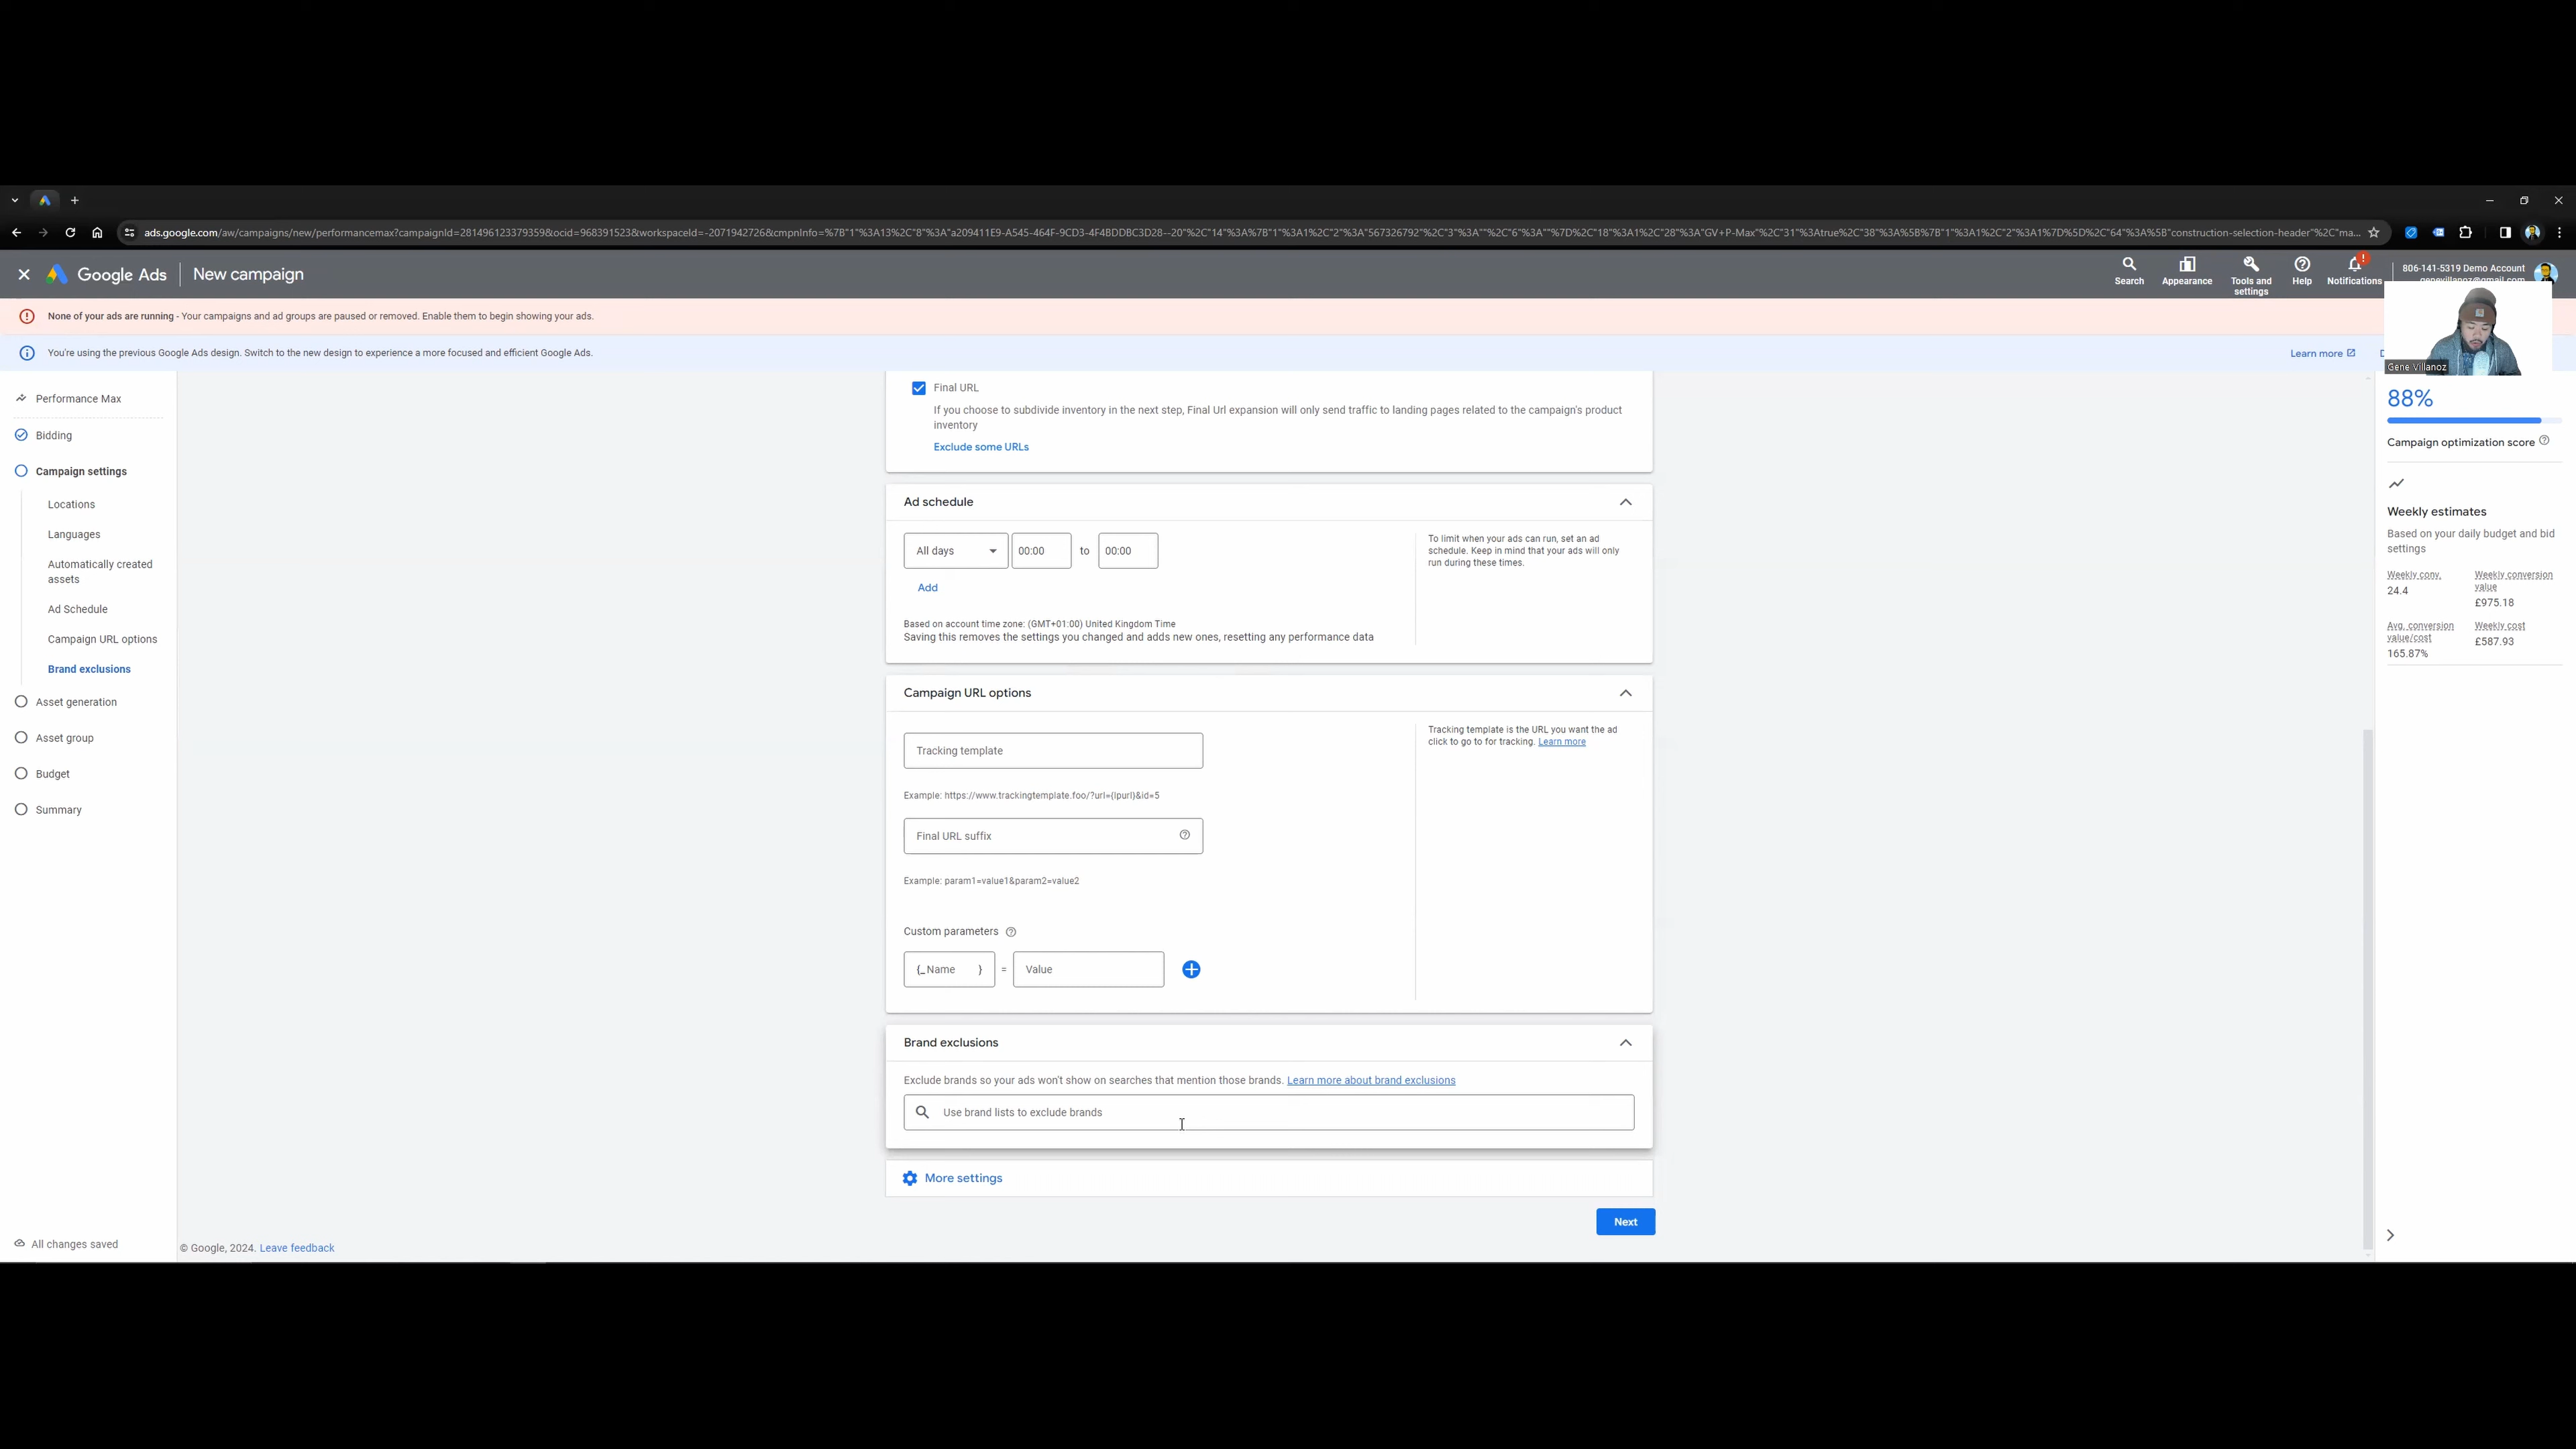 ads.google.com/aw/campaigns/new/performancemax?campaignId=281496123379359&ocid=968391523&workspaceId=-2071942726&cmpnInfo=%7B"1"%3A13%2C"8"%3A"a209411E9-A545-464F-9CD3-4F4BDDBC3D28--20"%2C"14"%3A%7B"1"%3A1%2C"2"%3A"567326792"%2C"3"%3A""%2C"6"%3A""%7D%2C"18"%3A1%2C"28"%3A"GV+P-Max"%2C"31"%3Atrue%2C"38"%3A%5B%7B"1"%3A1%2C"2"%3A1%7D%5D%2C"64"%3A%5B"construction-selection-header"%2C"ma...
Google Ads New campaign
Search Appearance Tools and settings Help Notifications
806-141-5319 Demo Account
genevillanoz@gmail.com
None of your ads are running - Your campaigns and ad groups are paused or removed. Enable them to begin showing your ads.
You're using the previous Google Ads design. Switch to the new design to experience a more focused and efficient Google Ads.
Learn more
Gene Villanoz
Performance Max
Bidding
Campaign settings
Locations
Languages
Automatically created
assets
Ad Schedule
Campaign URL options
Brand exclusions
Asset generation
Asset group
Budget
Summary
All changes saved
Final URL
If you choose to subdivide inventory in the next step, Final Url expansion will only send traffic to landing pages related to the campaign's product
inventory
Exclude some URLs
Ad schedule
All days 00:00 to 00:00
Add
To limit when your ads can run, set an ad
schedule. Keep in mind that your ads will only
run during these times.
Based on account time zone: (GMT+01:00) United Kingdom Time
Saving this removes the settings you changed and adds new ones, resetting any performance data
Campaign URL options
Tracking template
Example: https://www.trackingtemplate.foo/?url={lpurl}&id=5
Tracking template is the URL you want the ad
click to go to for tracking. Learn more
Final URL suffix
Example: param1=value1&param2=value2
Custom parameters
{_ Name } = Value
Brand exclusions
Exclude brands so your ads won't show on searches that mention those brands. Learn more about brand exclusions
Use brand lists to exclude brands
More settings
Next
© Google, 2024. Leave feedback
88%
Campaign optimization score
Weekly estimates
Based on your daily budget and bid
settings
Weekly conv.
24.4
Weekly conversion
value
£975.18
Avg. conversion
value/cost
165.87%
Weekly cost
£587.93